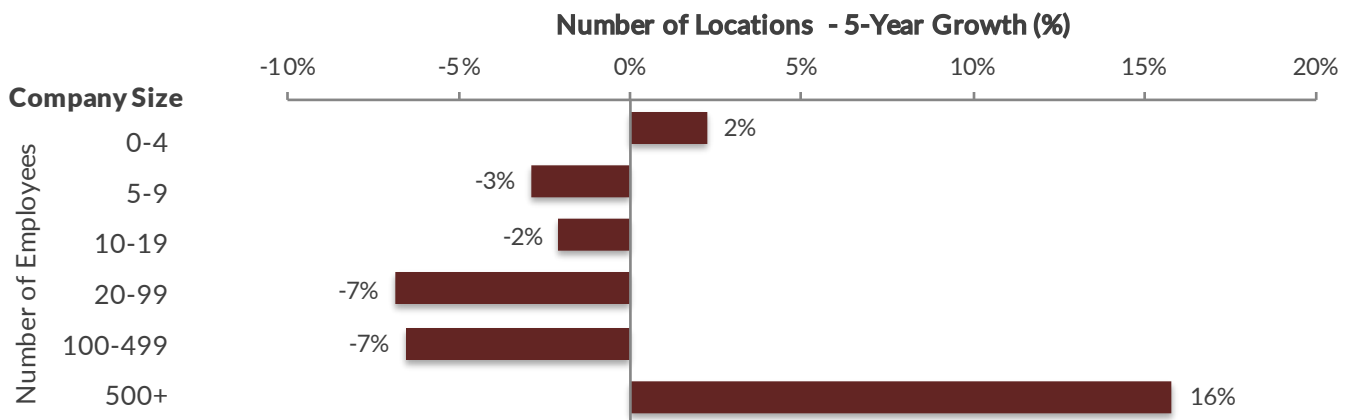 Number of Locations - 5-Year Growth (%)
-10% -5% 0% 5% 10% 15% 20%
Company Size
Number of Employees
0-4 2%
5-9 -3%
10-19 -2%
20-99 -7%
100-499 -7%
500+ 16%